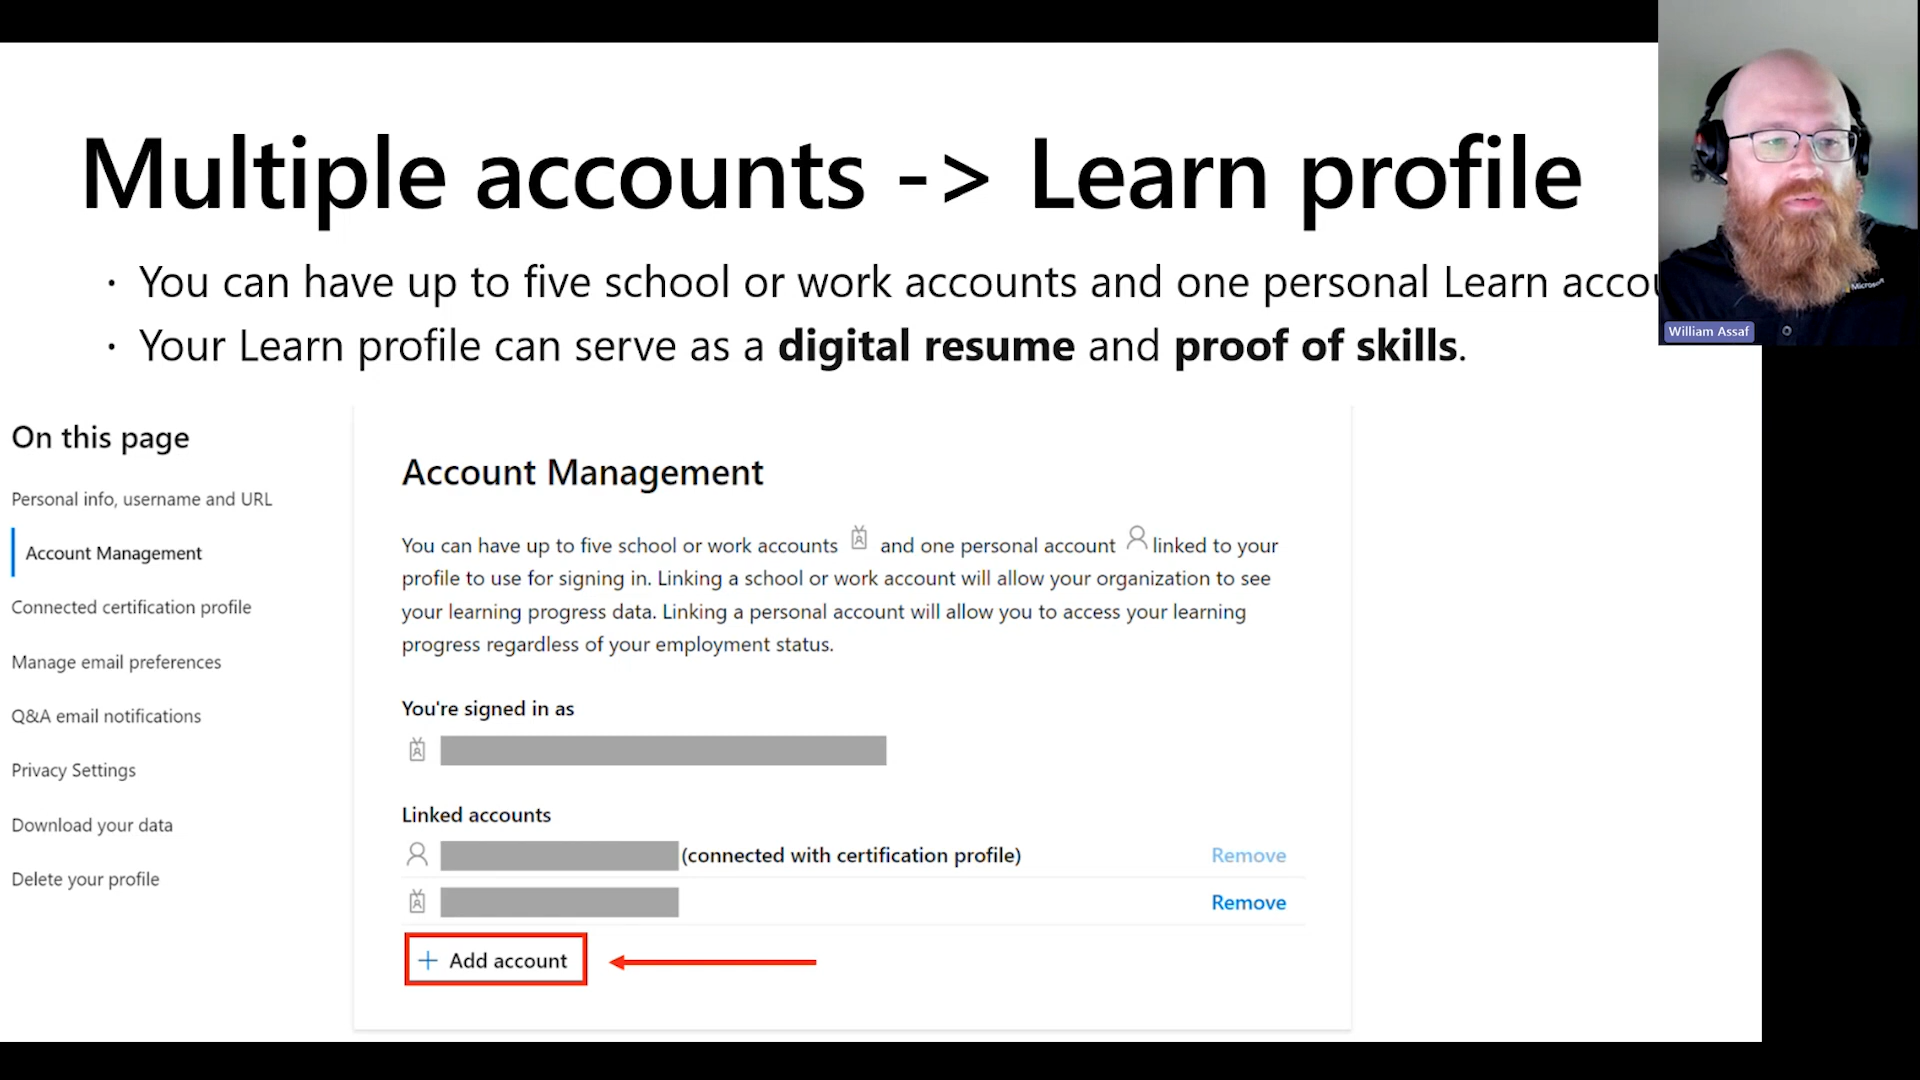 Multiple accounts -> Learn profile
· You can have up to five school or work accounts and one personal Learn accou
· Your Learn profile can serve as a digital resume and proof of skills.
Microsoft
William Assaf
On this page
Personal info, username and URL
Account Management
Connected certification profile
Manage email preferences
Q&A email notifications
Privacy Settings
Download your data
Delete your profile
Account Management
You can have up to five school or work accounts and one personal account linked to your
profile to use for signing in. Linking a school or work account will allow your organization to see
your learning progress data. Linking a personal account will allow you to access your learning
progress regardless of your employment status.
You're signed in as
Linked accounts
(connected with certification profile) Remove
Remove
+ Add account